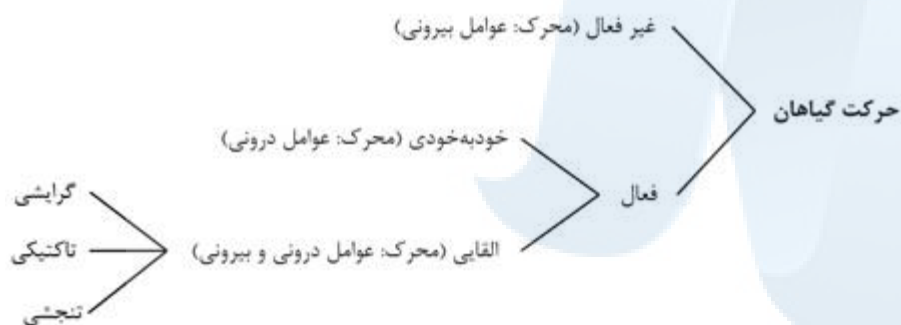 غیر فعال (محرک: عوامل بیرونی)
حرکت گیاهان
خودبه‌خودی (محرک: عوامل درونی)
فعال
گرایشی
القایی (محرک: عوامل درونی و بیرونی)
تاکتیکی
تنجشی